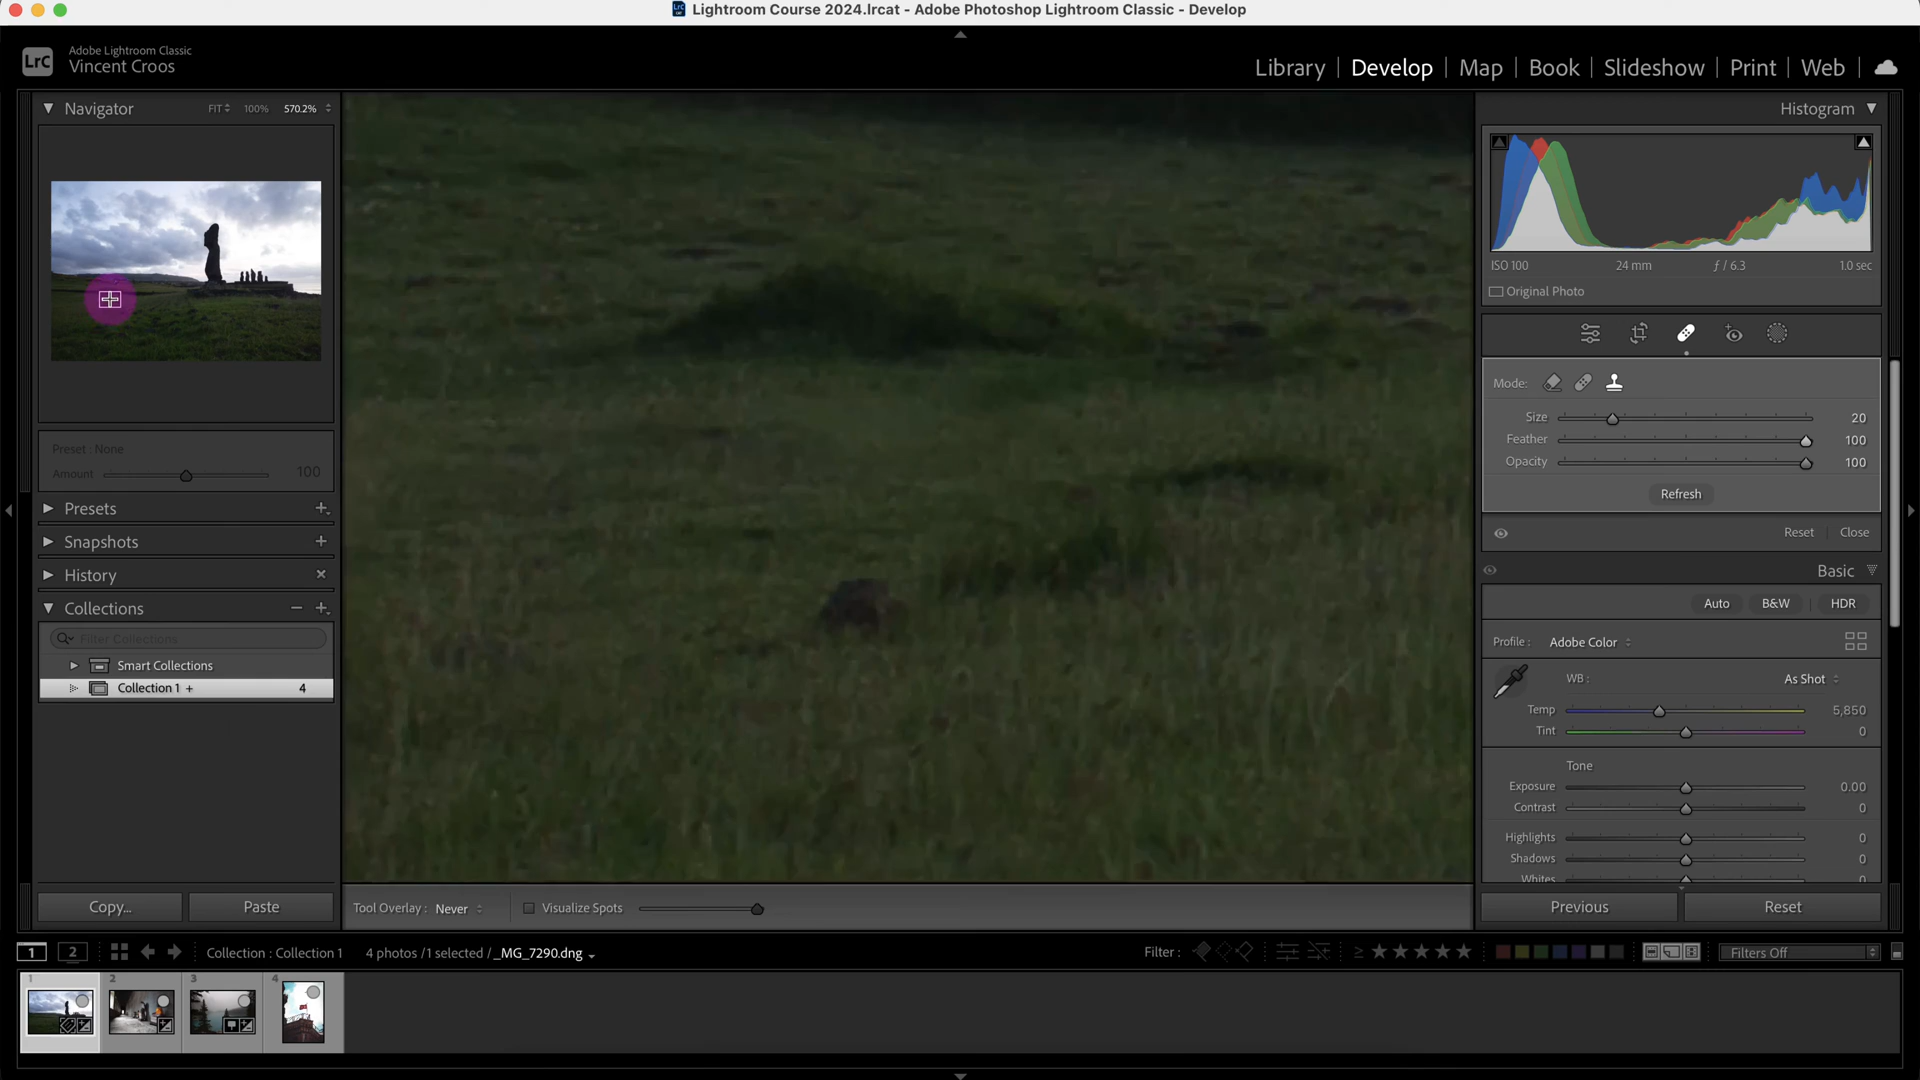 Lightroom Course 2024.lrcat - Adobe Photoshop Lightroom Classic - Develop
LrC
Adobe Lightroom Classic
Vincent Croos
Library | Develop | Map | Book | Slideshow | Print | Web
Navigator FIT 100% 570.2%
Histogram
ISO 100 24 mm ƒ / 6.3 1.0 sec
Original Photo
Mode:
Size 20
Feather 100
Opacity 100
Refresh
Reset Close
Preset : None
Amount 100
Presets
Snapshots
History
Collections
Filter Collections
Smart Collections
Collection 1 + 4
Basic
Auto B&W HDR
Profile : Adobe Color
WB : As Shot
Temp 5,850
Tint 0
Tone
Exposure 0.00
Contrast 0
Highlights 0
Shadows 0
Whites
Copy... Paste
Tool Overlay : Never Visualize Spots
Previous Reset
1 2 Collection : Collection 1 4 photos /1 selected /_MG_7290.dng
Filter : ≥ ★ ★ ★ ★ ★ Filters Off
1 2 3 4